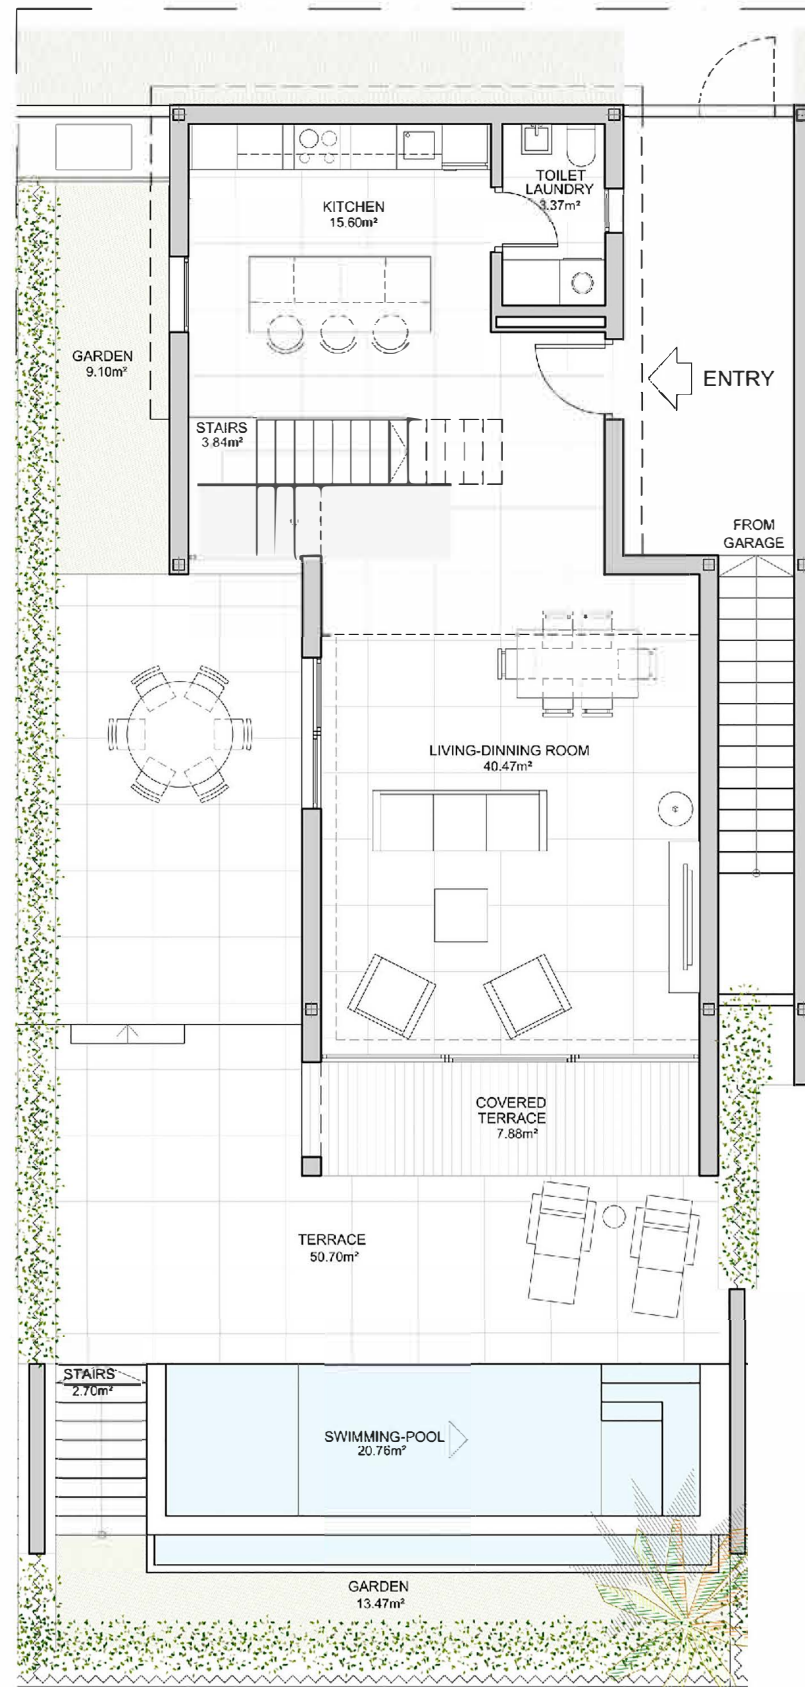 TOILET
LAUNDRY
3.37m²
KITCHEN
15.60m²
GARDEN
9.10m²
ENTRY
STAIRS
3.84m²
FROM
GARAGE
LIVING-DINNING ROOM
40.47m²
COVERED
TERRACE
7.88m²
TERRACE
50.70m²
STAIRS
2.70m²
SWIMMING-POOL
20.76m²
GARDEN
13.47m²